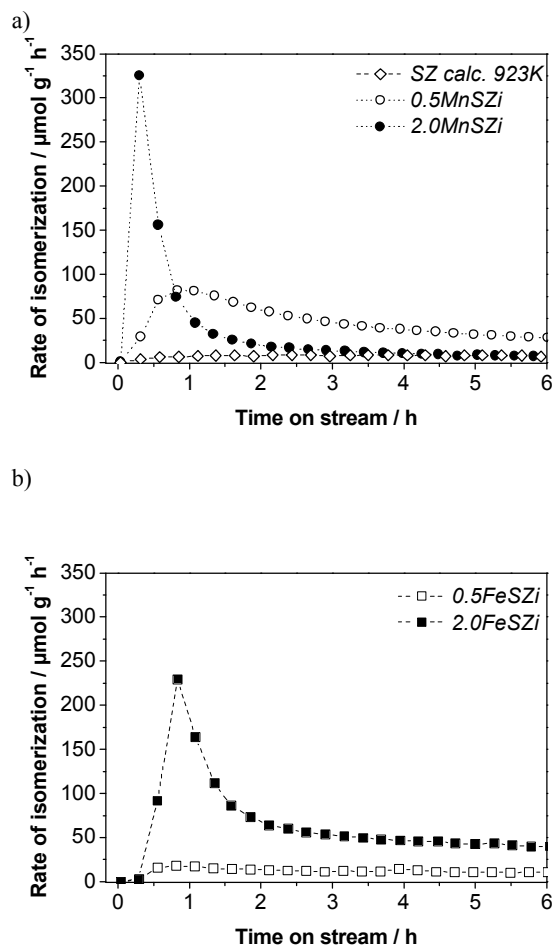 a)
350
300
250
200
150
100
50
0
Rate of isomerization / µmol g⁻¹ h⁻¹
SZ calc. 923K
0.5MnSZi
2.0MnSZi
0 1 2 3 4 5 6
Time on stream / h
b)
350
300
250
200
150
100
50
0
Rate of isomerization / µmol g⁻¹ h⁻¹
0.5FeSZi
2.0FeSZi
0 1 2 3 4 5 6
Time on stream / h